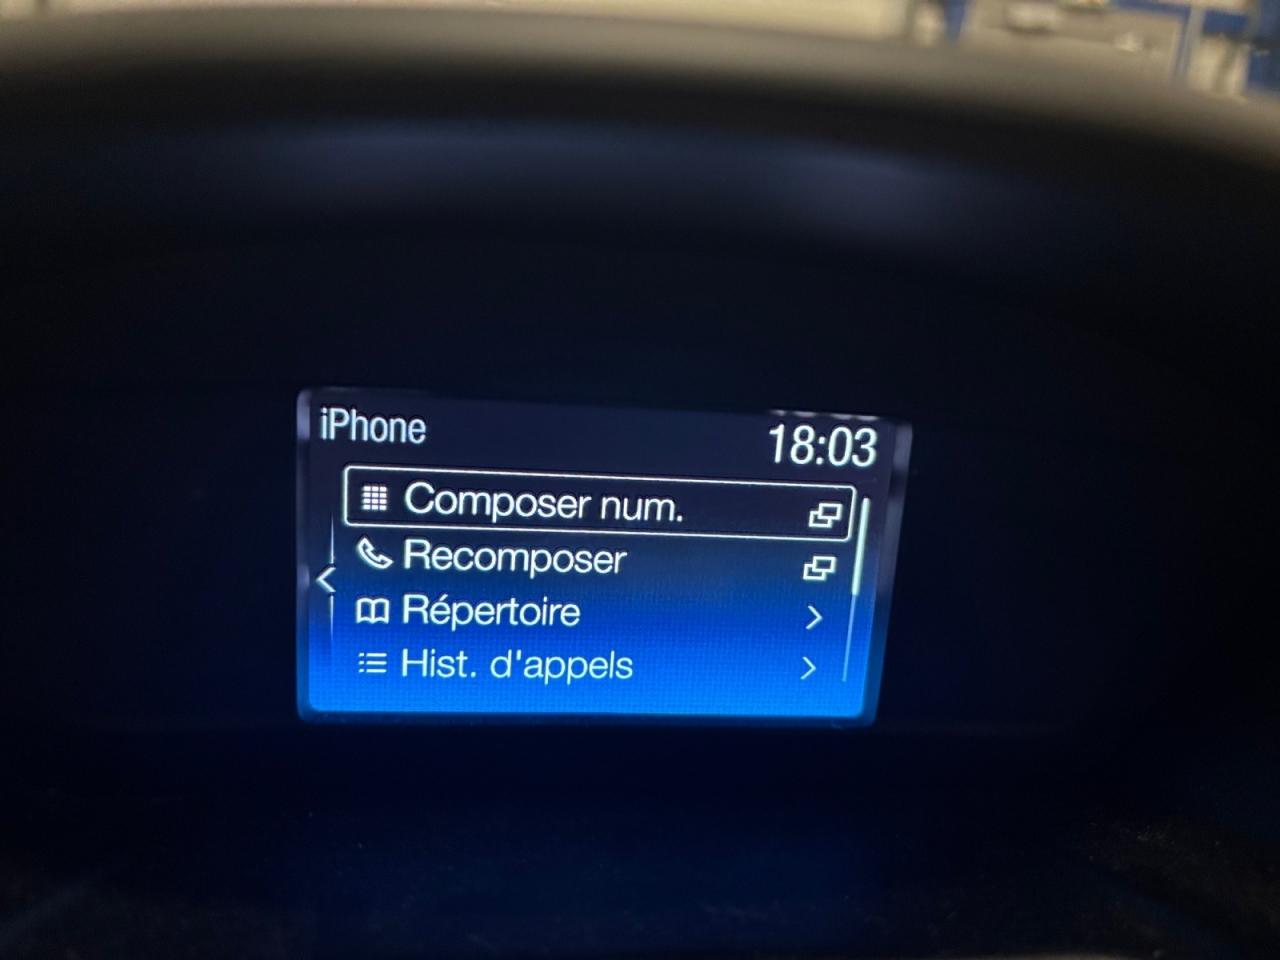 iPhone
18:03
Composer num.
Recomposer
Répertoire
Hist. d'appels